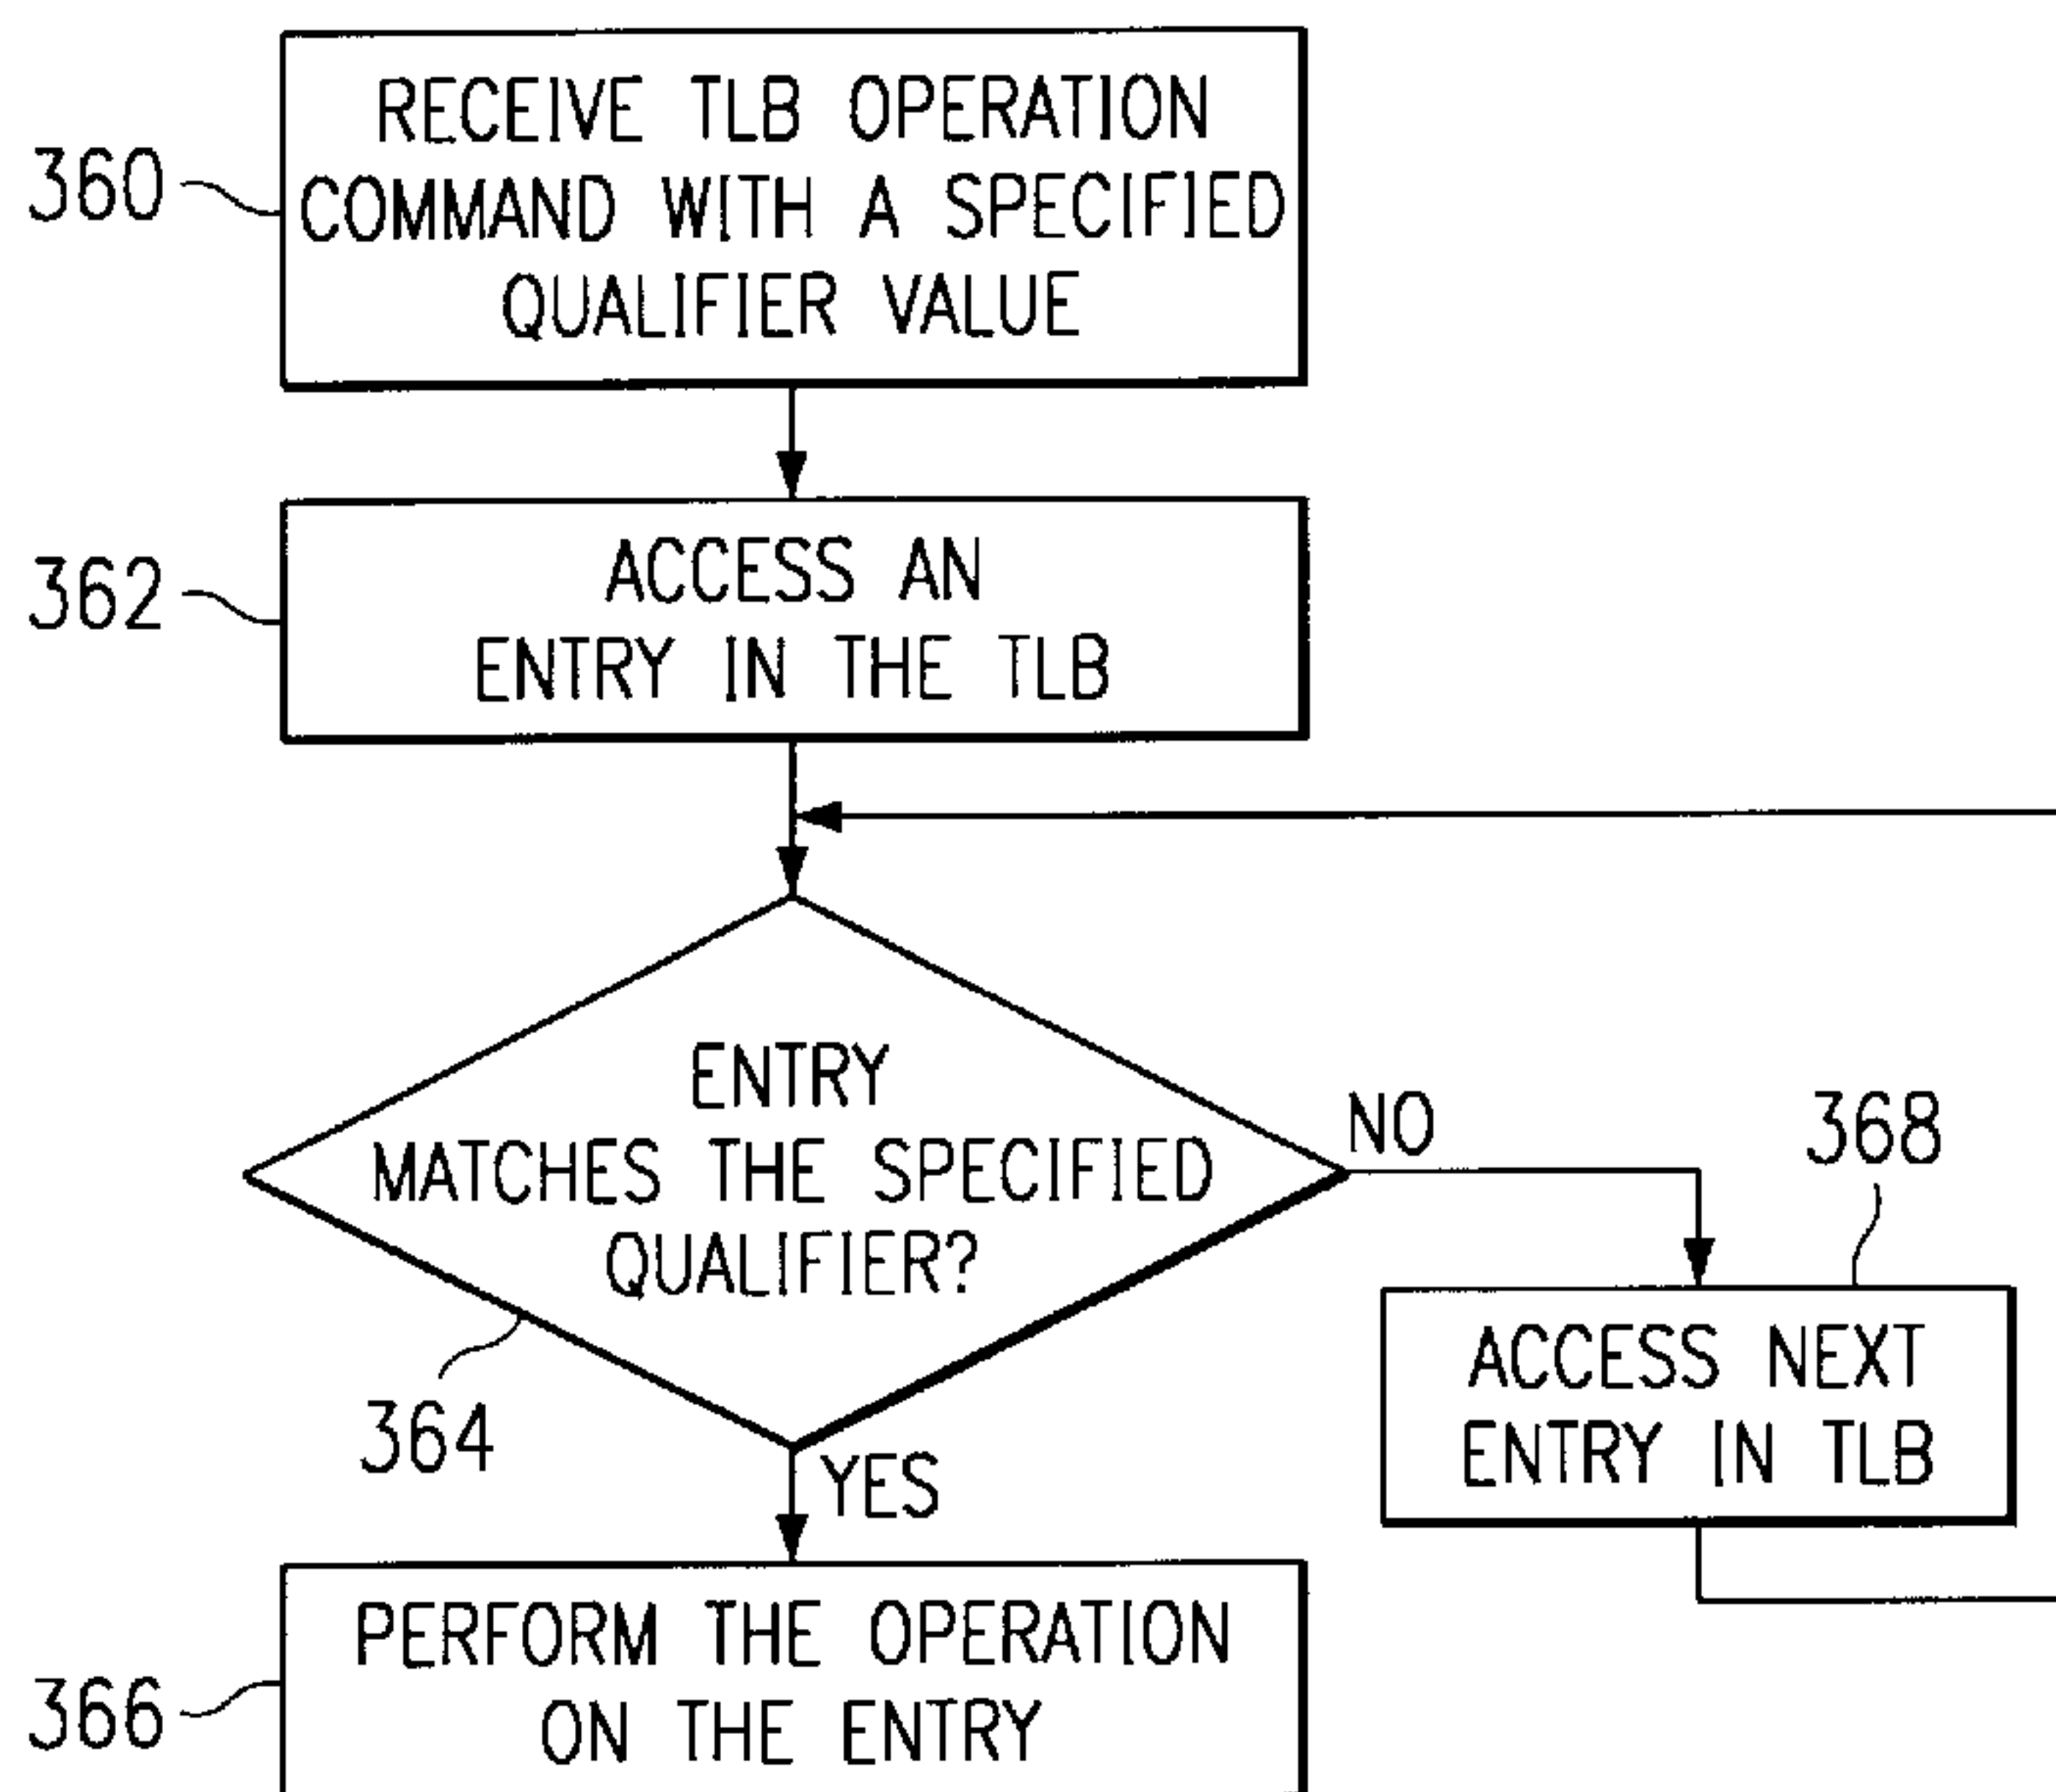 RECEIVE TLB OPERATION
360
COMMAND WITH A SPECIFIED
QUALIFIER VALUE
362
ACCESS AN
ENTRY IN THE TLB
ENTRY
MATCHES THE SPECIFIED
QUALIFIER?
NO
368
364
YES
ACCESS NEXT
ENTRY IN TLB
366
PERFORM THE OPERATION
ON THE ENTRY